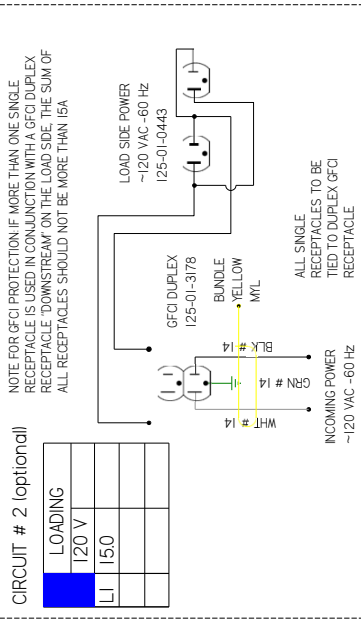 CIRCUIT # 2 (optional)
LOADING
120 V
L1 15.0
NOTE FOR GFCI PROTECTION:IF MORE THAN ONE SINGLE
RECEPTACLE IS USED IN CONJUNCTION WITH A GFCI DUPLEX
RECEPTACLE "DOWNSTREAM" ON THE LOAD SIDE, THE SUM OF
ALL RECEPTACLES SHOULD NOT BE MORE THAN 15A
LOAD SIDE POWER
~120 VAC -60 Hz
125-01-0443
GFCI DUPLEX
125-01-3178
BUNDLE
YELLOW
MYL
WHT # 14
GRN # 14
BLK # 14
INCOMING POWER
~120 VAC -60 Hz
ALL SINGLE
RECEPTACLES TO BE
TIED TO DUPLEX GFCI
RECEPTACLE